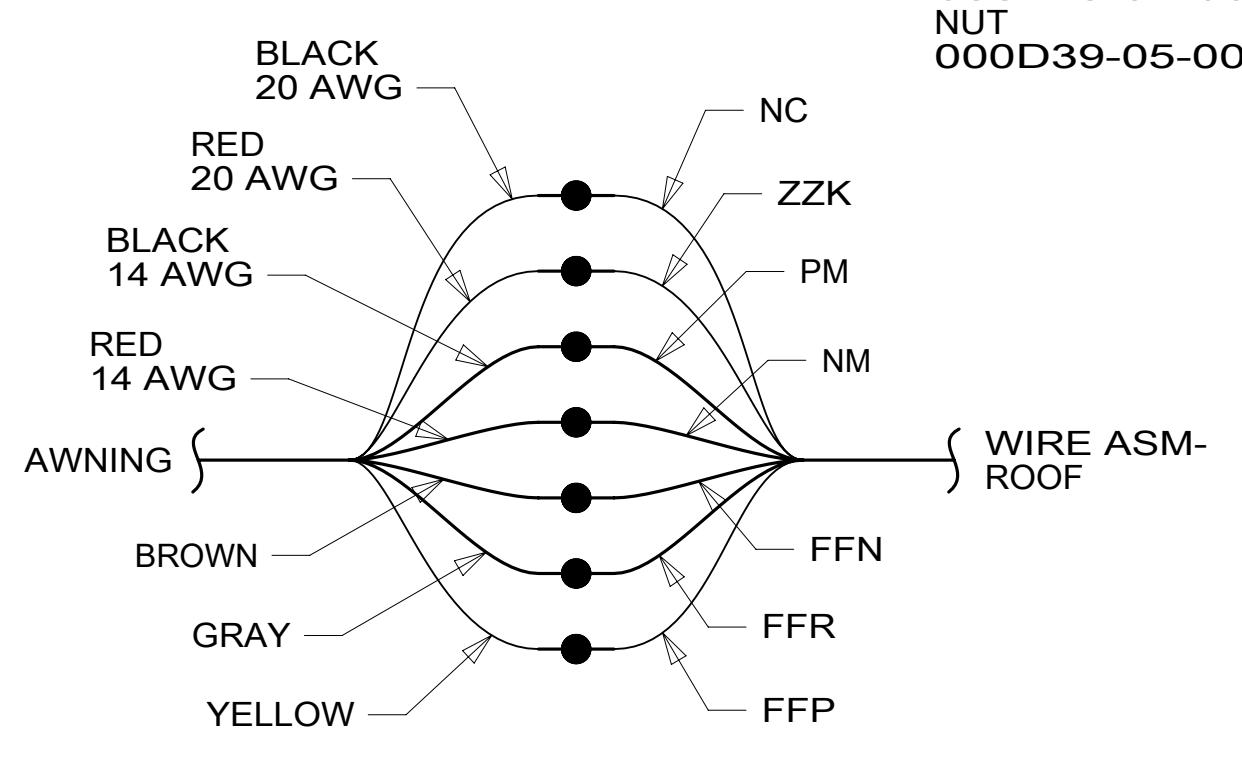 NUT
000D39-05-00
BLACK
20 AWG
NC
RED
20 AWG
ZZK
BLACK
14 AWG
PM
RED
14 AWG
NM
AWNING
WIRE ASM-
ROOF
BROWN
FFN
GRAY
FFR
YELLOW
FFP